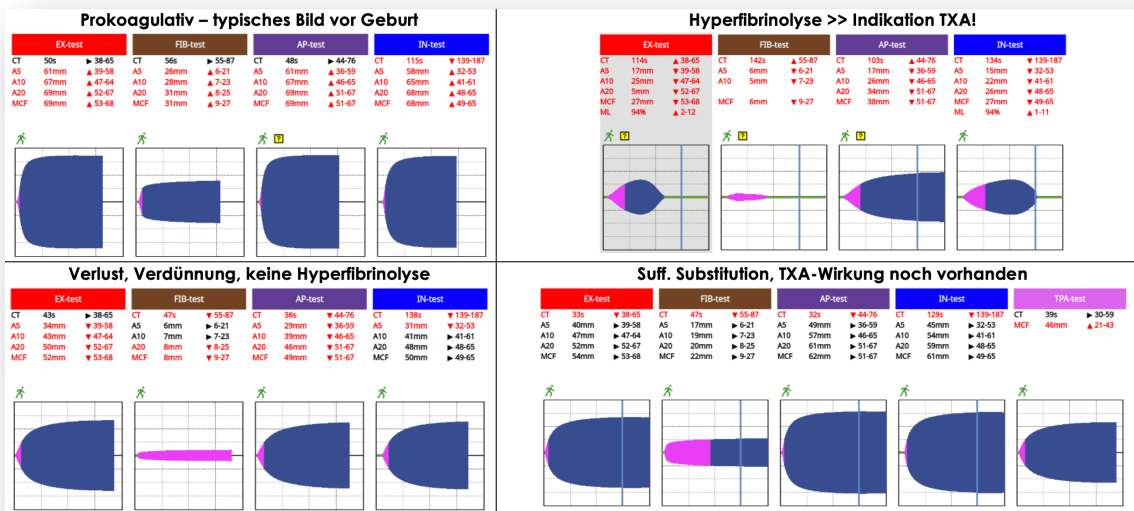 Prokoagulativ – typisches Bild vor Geburt
EX-test FIB-test AP-test IN-test
CT 50s ▶ 38-65 CT 56s ▶ 55-87 CT 48s ▶ 44-76 CT 115s ▼ 139-187
A5 61mm ▲ 39-58 A5 26mm ▲ 6-21 A5 61mm ▲ 36-59 A5 58mm ▲ 32-53
A10 67mm ▲ 47-64 A10 28mm ▲ 7-23 A10 67mm ▲ 46-65 A10 65mm ▲ 41-61
A20 69mm ▲ 52-67 A20 31mm ▲ 8-25 A20 69mm ▲ 51-67 A20 68mm ▲ 48-65
MCF 69mm ▲ 53-68 MCF 31mm ▲ 9-27 MCF 69mm ▲ 51-67 MCF 68mm ▲ 49-65
?
Hyperfibrinolyse >> Indikation TXA!
EX-test FIB-test AP-test IN-test
CT 114s ▲ 38-65 CT 142s ▲ 55-87 CT 103s ▲ 44-76 CT 134s ▼ 139-187
A5 17mm ▼ 39-58 A5 6mm ▼ 6-21 A5 17mm ▼ 36-59 A5 15mm ▼ 32-53
A10 25mm ▼ 47-64 A10 5mm ▼ 7-23 A10 26mm ▼ 46-65 A10 22mm ▼ 41-61
A20 5mm ▼ 52-67 A20 34mm ▼ 51-67 A20 26mm ▼ 48-65
MCF 27mm ▼ 53-68 MCF 6mm ▼ 9-27 MCF 38mm ▼ 51-67 MCF 27mm ▼ 49-65
ML 94% ▲ 2-12 ML 94% ▲ 1-11
? ? ?
Verlust, Verdünnung, keine Hyperfibrinolyse
EX-test FIB-test AP-test IN-test
CT 43s ▶ 38-65 CT 47s ▼ 55-87 CT 36s ▼ 44-76 CT 138s ▼ 139-187
A5 34mm ▼ 39-58 A5 6mm ▶ 6-21 A5 29mm ▼ 36-59 A5 31mm ▼ 32-53
A10 43mm ▼ 47-64 A10 7mm ▶ 7-23 A10 39mm ▼ 46-65 A10 41mm ▶ 41-61
A20 50mm ▼ 52-67 A20 8mm ▼ 8-25 A20 46mm ▼ 51-67 A20 48mm ▶ 48-65
MCF 52mm ▼ 53-68 MCF 8mm ▼ 9-27 MCF 49mm ▼ 51-67 MCF 50mm ▶ 49-65
Suff. Substitution, TXA-Wirkung noch vorhanden
EX-test FIB-test AP-test IN-test TPA-test
CT 33s ▼ 38-65 CT 47s ▼ 55-87 CT 32s ▼ 44-76 CT 129s ▼ 139-187 CT 39s ▶ 30-59
A5 40mm ▶ 39-58 A5 17mm ▶ 6-21 A5 49mm ▶ 36-59 A5 45mm ▶ 32-53 MCF 46mm ▲ 21-43
A10 47mm ▶ 47-64 A10 19mm ▶ 7-23 A10 57mm ▶ 46-65 A10 54mm ▶ 41-61
A20 52mm ▶ 52-67 A20 20mm ▶ 8-25 A20 61mm ▶ 51-67 A20 59mm ▶ 48-65
MCF 54mm ▶ 53-68 MCF 22mm ▶ 9-27 MCF 62mm ▶ 51-67 MCF 61mm ▶ 49-65